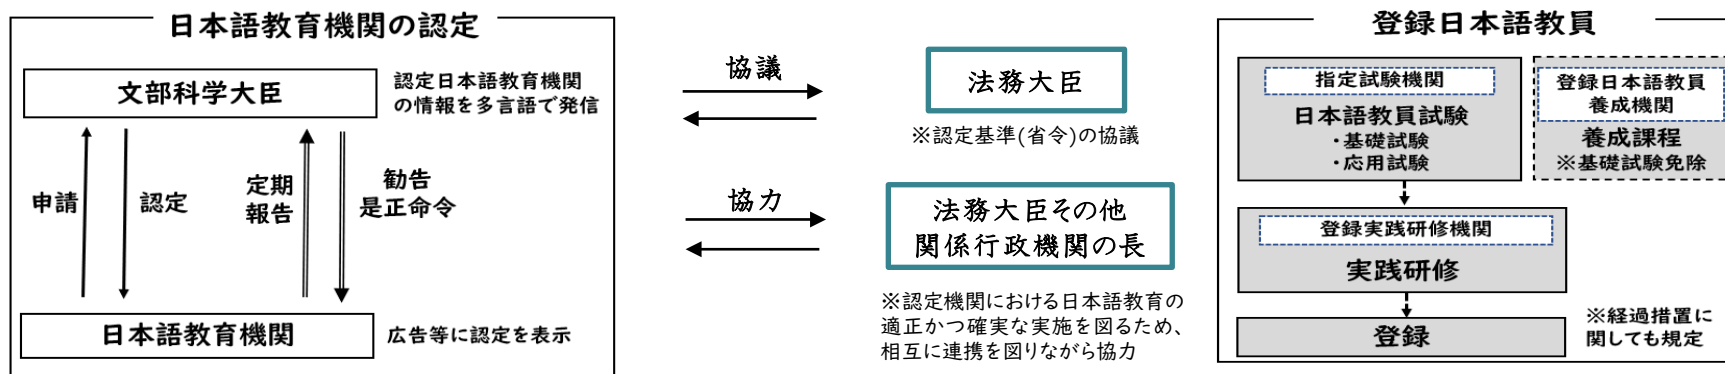 日本語教育機関の認定
文部科学大臣
認定日本語教育機関
の情報を多言語で発信
申請
認定
定期
報告
勧告
是正命令
日本語教育機関
広告等に認定を表示
協議
法務大臣
※認定基準(省令)の協議
協力
法務大臣その他
関係行政機関の長
※認定機関における日本語教育の
適正かつ確実な実施を図るため、
相互に連携を図りながら協力
登録日本語教員
指定試験機関
日本語教員試験
・基礎試験
・応用試験
登録日本語教員
養成機関
養成課程
※基礎試験免除
登録実践研修機関
実践研修
登録
※経過措置に
関しても規定